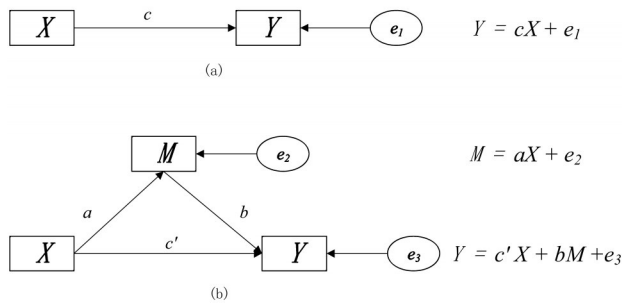 X c Y e₁ Y = cX + e₁
(a)
M e₂ M = aX + e₂
a b
X c' Y e₃ Y = c' X + bM + e₃
(b)